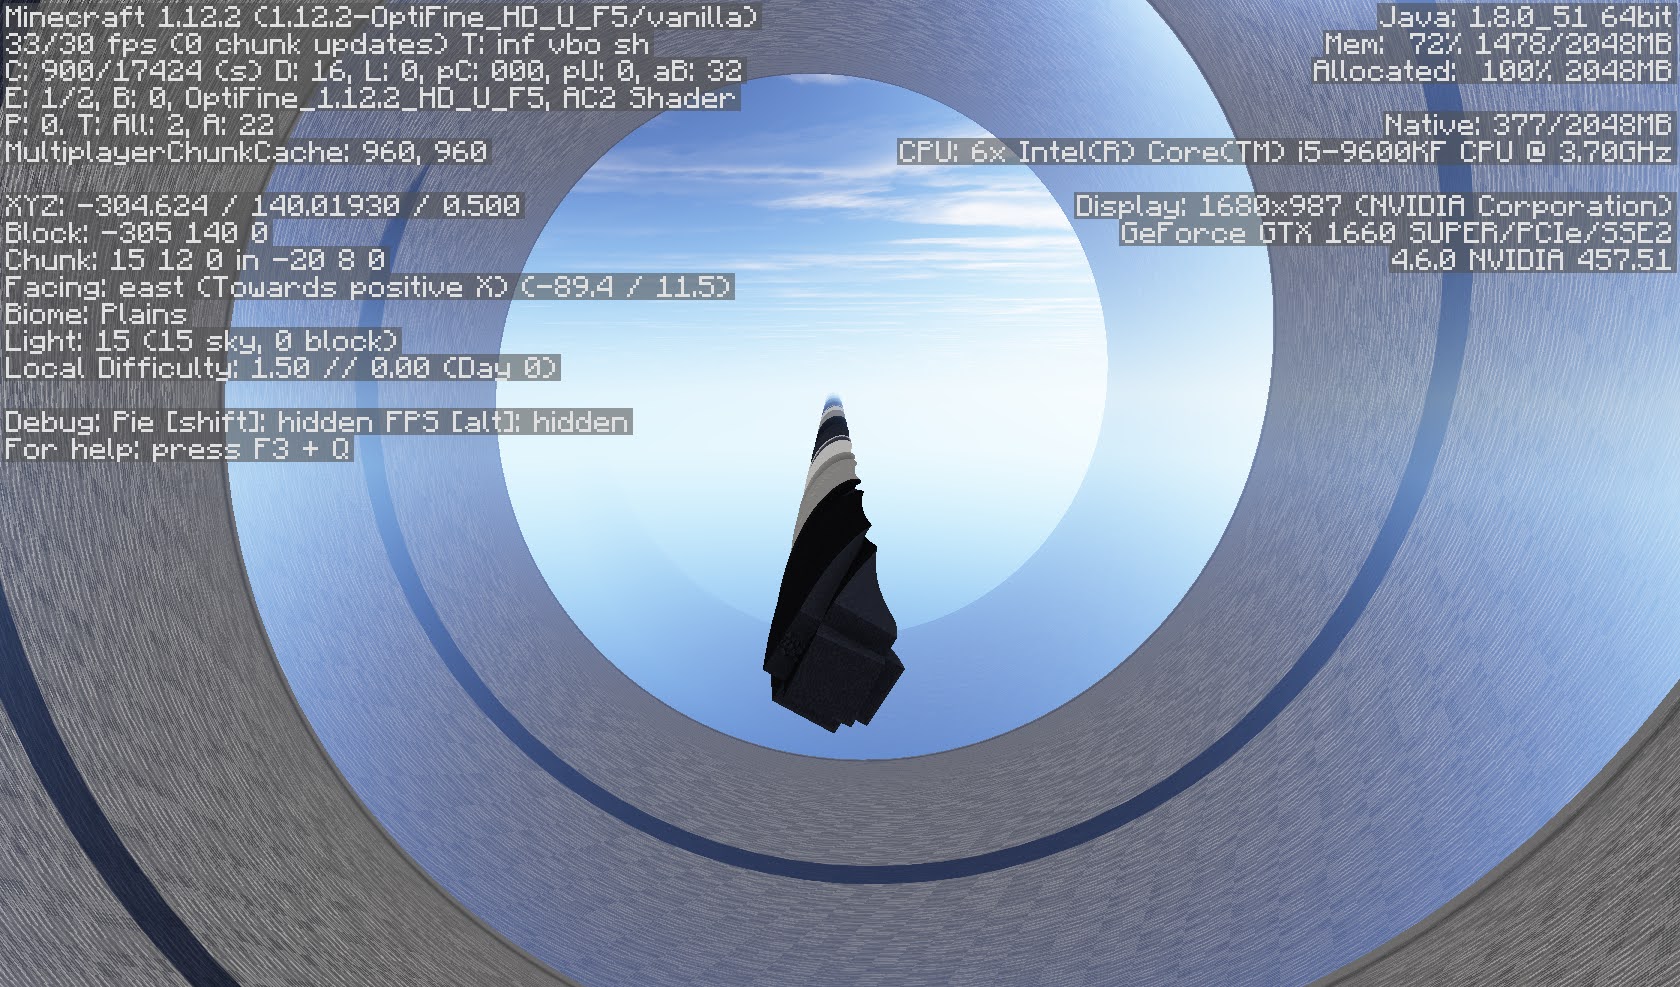 Minecraft 1.12.2 (1.12.2-OptiFine_HD_U_F5/vanilla)
33/30 fps (0 chunk updates) T: inf vbo sh
C: 900/17424 (s) D: 16, L: 0, pC: 000, pU: 0, aB: 32
E: 1/2, B: 0, OptiFine_1.12.2_HD_U_F5, AC2 Shader
P: 0. T: All: 2, A: 22
MultiplayerChunkCache: 960, 960
XYZ: -304.624 / 140.01930 / 0.500
Block: -305 140 0
Chunk: 15 12 0 in -20 8 0
Facing: east (Towards positive X) (-89.4 / 11.5)
Biome: Plains
Light: 15 (15 sky, 0 block)
Local Difficulty: 1.50 // 0.00 (Day 0)
Debug: Pie [shift]: hidden FPS [alt]: hidden
For help: press F3 + Q
Java: 1.8.0_51 64bit
Mem: 72% 1478/2048MB
Allocated: 100% 2048MB
Native: 377/2048MB
CPU: 6x Intel(R) Core(TM) i5-9600KF CPU @ 3.70GHz
Display: 1680x987 (NVIDIA Corporation)
GeForce GTX 1660 SUPER/PCIe/SSE2
4.6.0 NVIDIA 457.51